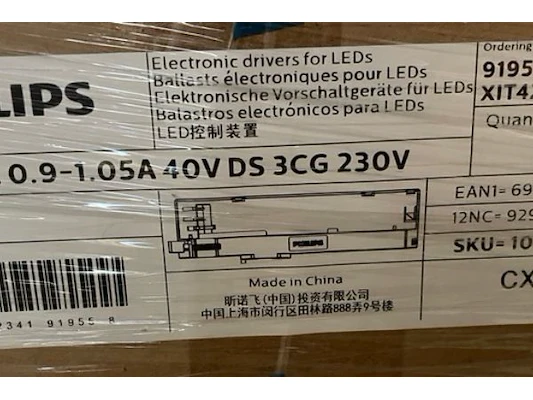 Electronic drivers for LEDs
Ballasts électroniques pour LEDs
Elektronische Vorschaltgeräte für LEDs
Balastros electrónicos para LEDs
LED控制装置
Ordering
9195
XIT42
Quan
LIPS
0.9-1.05A 40V DS 3CG 230V
EAN1= 69
12NC= 929
SKU= 10
PHILIPS
CX
Made in China
昕诺飞(中国)投资有限公司
中国上海市闵行区田林路888弄9号楼
2341 91955 8